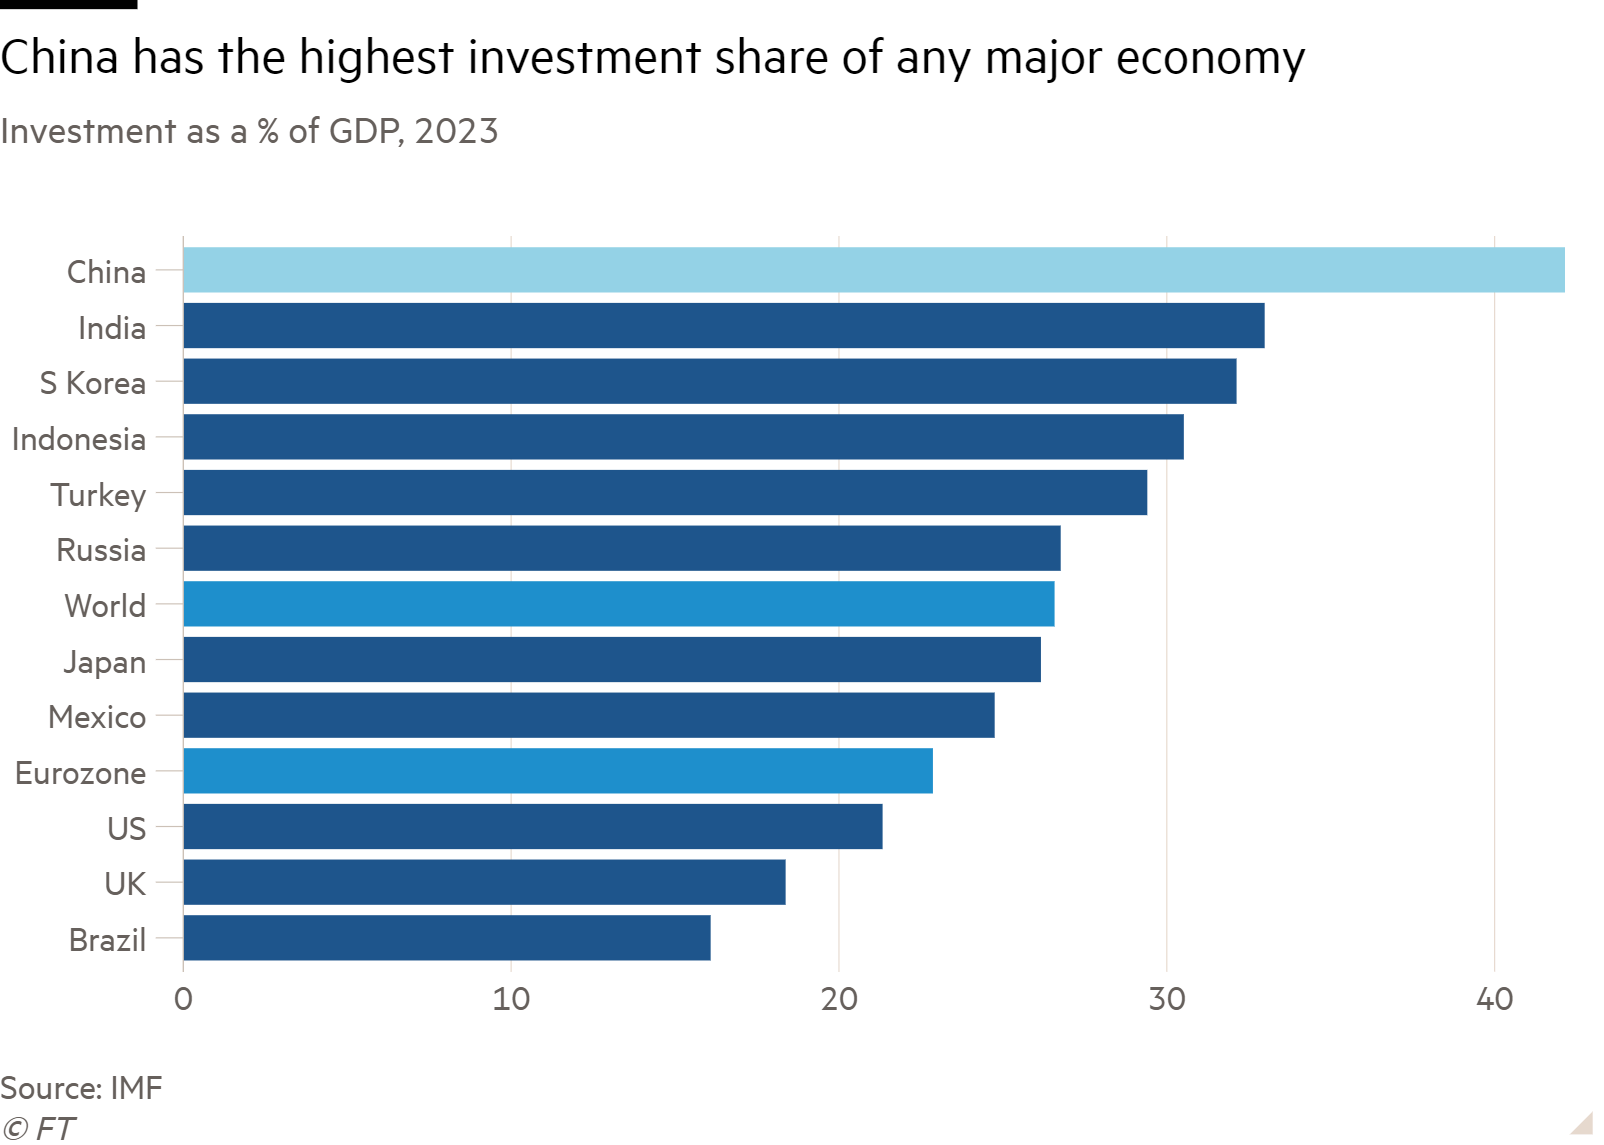 China has the highest investment share of any major economy
Investment as a % of GDP, 2023
China
India
S Korea
Indonesia
Turkey
Russia
World
Japan
Mexico
Eurozone
US
UK
Brazil
0 10 20 30 40
Source: IMF
© FT